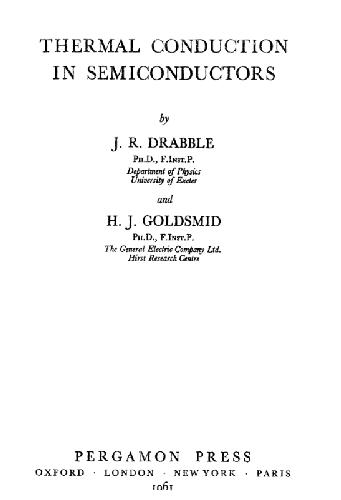 THERMAL CONDUCTION
IN SEMICONDUCTORS
by
J. R. DRABBLE
PH.D., F.INST.P.
Department of Physics
University of Exeter
and
H. J. GOLDSMID
PH.D., F.INST.P.
The General Electric Company Ltd.
Hirst Research Centre
PERGAMON PRESS
OXFORD · LONDON · NEW YORK · PARIS
1961